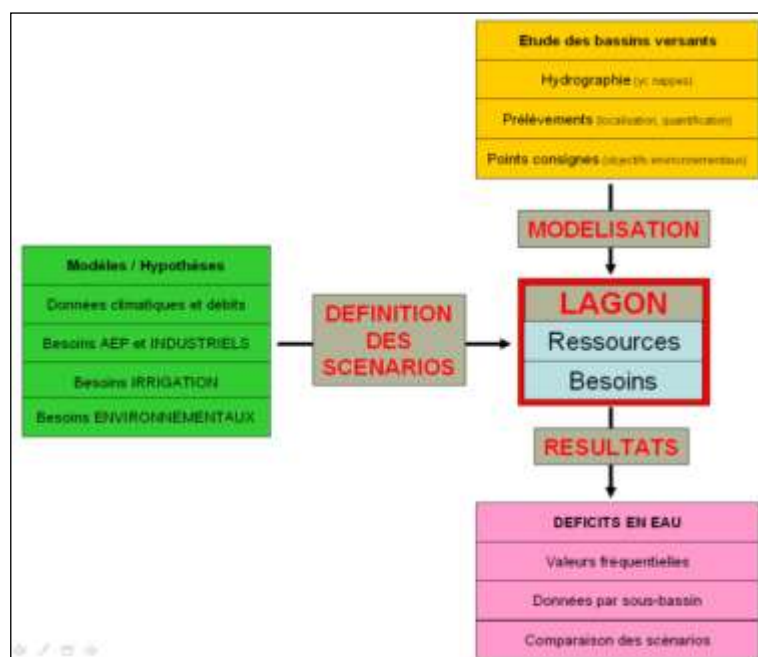 Etude des bassins versants
Hydrographie (yc nappes)
Prélèvements (localisation, quantification)
Points consignes (objectifs environnementaux)
MODELISATION
Modèles / Hypothèses
Données climatiques et débits
Besoins AEP et INDUSTRIELS
Besoins IRRIGATION
Besoins ENVIRONNEMENTAUX
DEFINITION
DES
SCENARIOS
LAGON
Ressources
Besoins
RESULTATS
DEFICITS EN EAU
Valeurs fréquentielles
Données par sous-bassin
Comparaison des scénarios